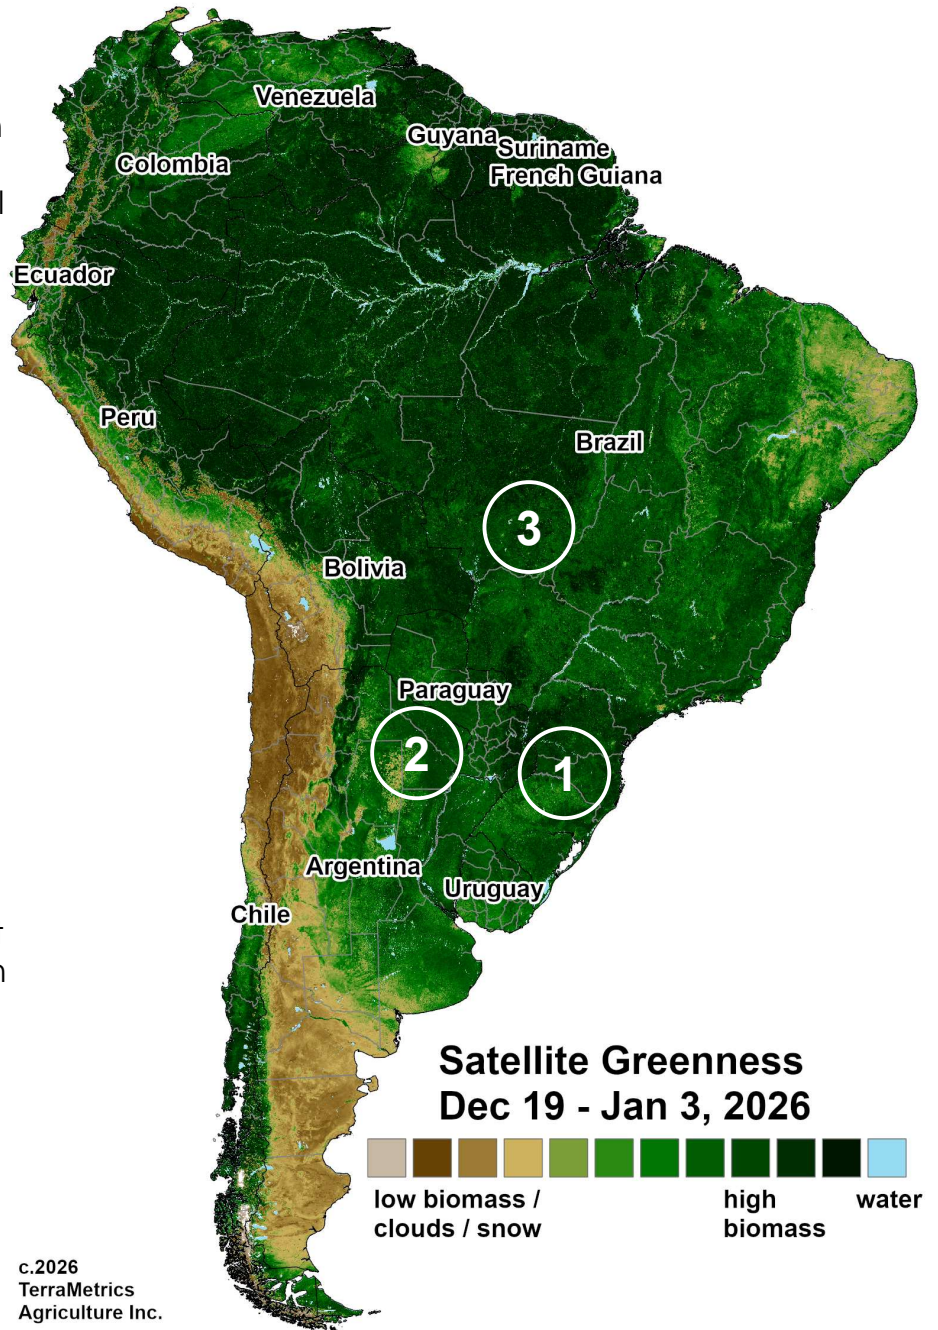 Venezuela
Guyana
Suriname
French Guiana
Colombia
Ecuador
Peru
Brazil
3
Bolivia
Paraguay
2
1
Argentina
Uruguay
Chile
Satellite Greenness
Dec 19 - Jan 3, 2026
low biomass / clouds / snow
high biomass
water
c.2026
TerraMetrics
Agriculture Inc.